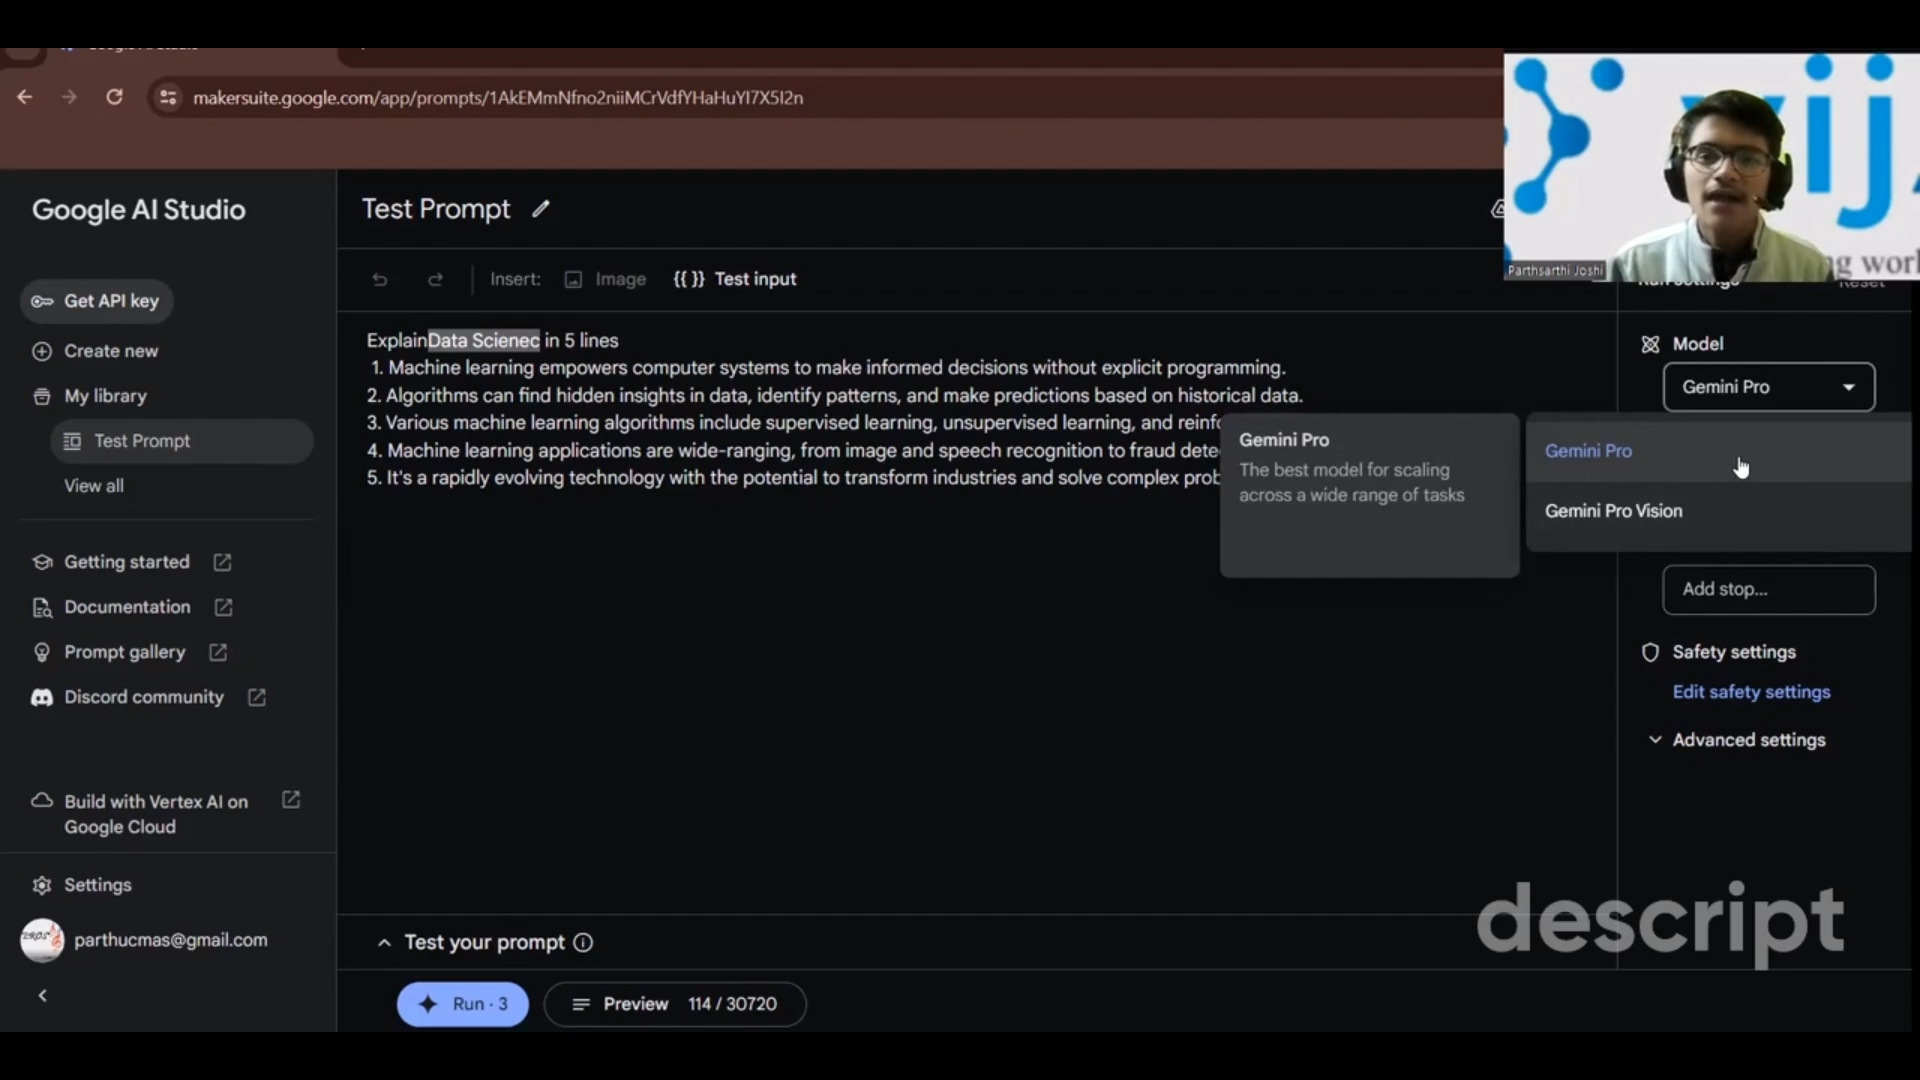 makersuite.google.com/app/prompts/1AkEMmNfno2niiMCrVdfYHaHuYl7X5I2n
Google AI Studio
Get API key
Create new
My library
Test Prompt
View all
Getting started
Documentation
Prompt gallery
Discord community
Build with Vertex AI on
Google Cloud
Settings
parthucmas@gmail.com
Test Prompt
Insert: Image {{ }} Test input
ExplainData Scienec in 5 lines
1. Machine learning empowers computer systems to make informed decisions without explicit programming.
2. Algorithms can find hidden insights in data, identify patterns, and make predictions based on historical data.
3. Various machine learning algorithms include supervised learning, unsupervised learning, and reinf
4. Machine learning applications are wide-ranging, from image and speech recognition to fraud dete
5. It's a rapidly evolving technology with the potential to transform industries and solve complex prob
Gemini Pro
The best model for scaling
across a wide range of tasks
Test your prompt
Run · 3
Preview 114 / 30720
Parthsarthi Joshi
Model
Gemini Pro
Gemini Pro
Gemini Pro Vision
Add stop...
Safety settings
Edit safety settings
Advanced settings
descript